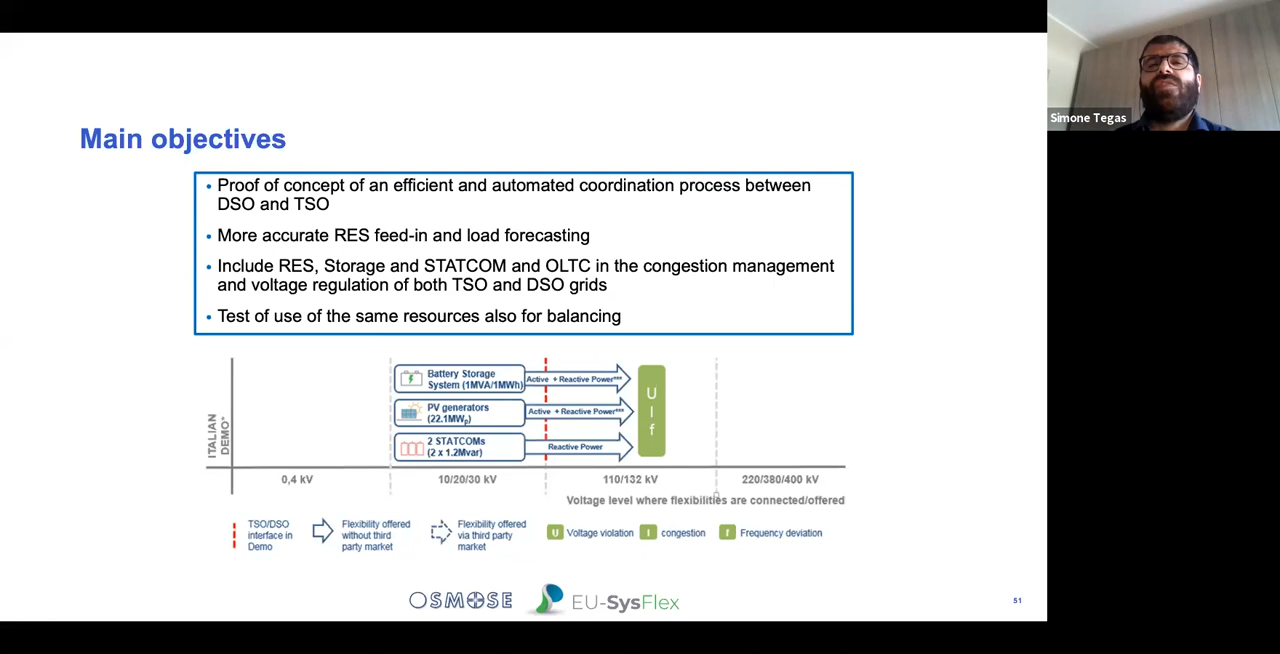 Simone Tegas
Main objectives
• Proof of concept of an efficient and automated coordination process between
DSO and TSO
• More accurate RES feed-in and load forecasting
• Include RES, Storage and STATCOM and OLTC in the congestion management
and voltage regulation of both TSO and DSO grids
• Test of use of the same resources also for balancing
ITALIAN
DEMO*
Battery Storage
System (1MVA/1MWh)
Active + Reactive Power***
PV generators
(22.1MWp)
Active + Reactive Power***
2 STATCOMs
(2 x 1.2Mvar)
Reactive Power
U
I
f
0,4 kV
10/20/30 kV
110/132 kV
220/380/400 kV
Voltage level where flexibilities are connected/offered
TSO/DSO
interface in
Demo
Flexibility offered
without third
party market
Flexibility offered
via third party
market
U Voltage violation
I congestion
f Frequency deviation
OSMOSE
EU-SysFlex
51